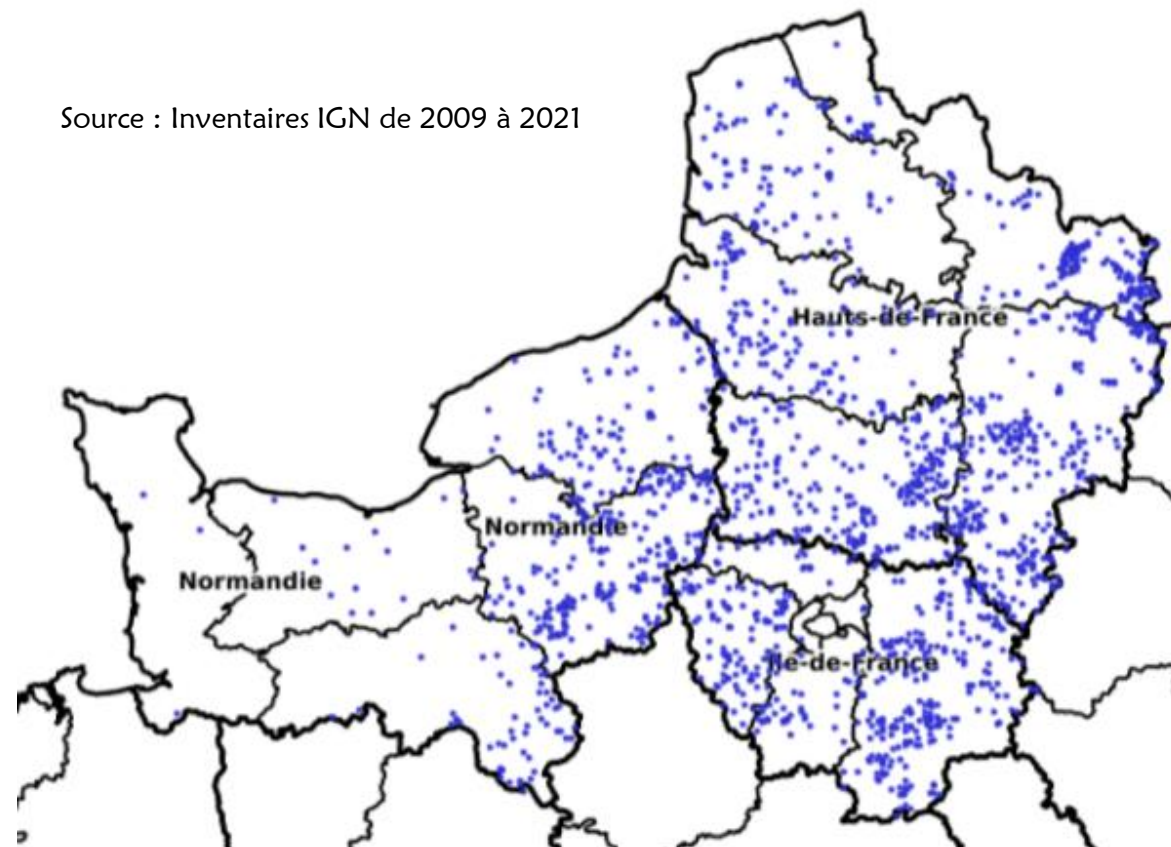 Source : Inventaires IGN de 2009 à 2021
Hauts-de-France
Normandie
Normandie
Île-de-France